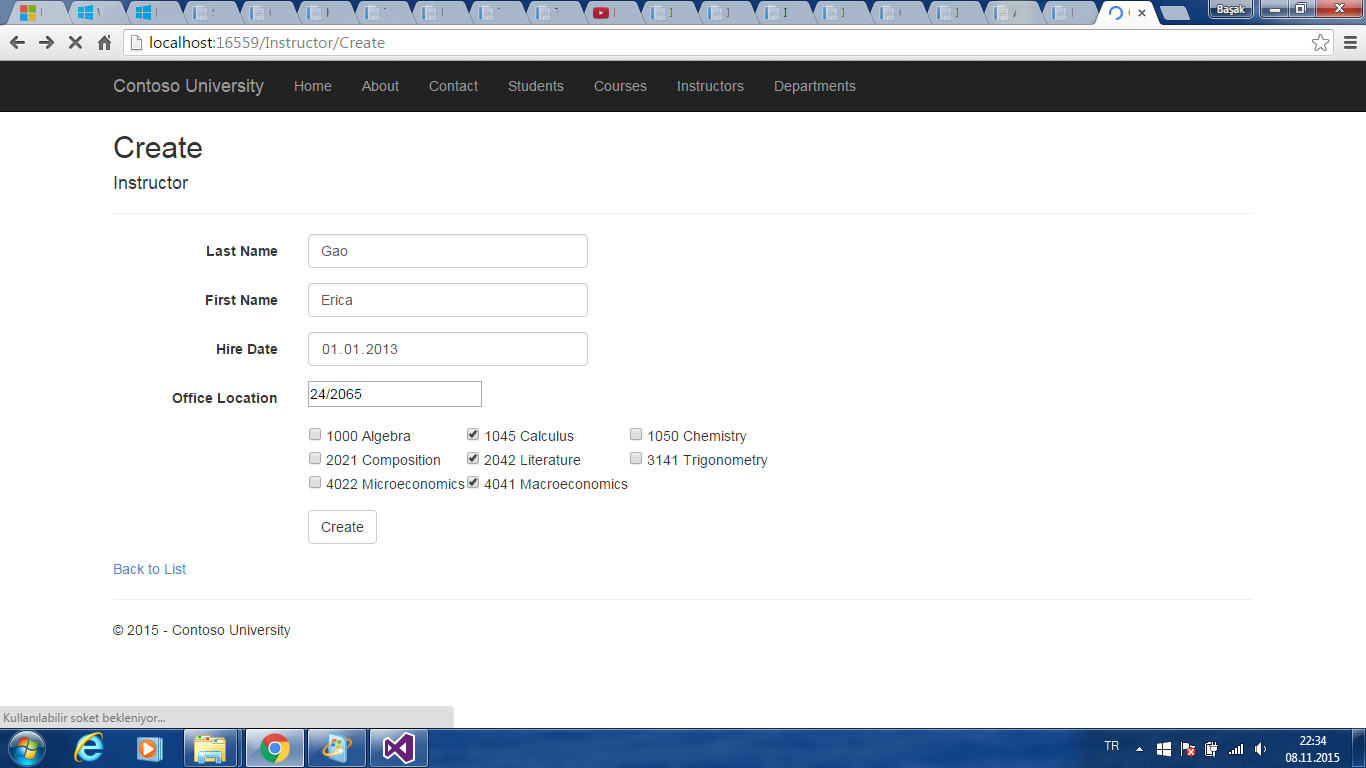 Başak
localhost:16559/Instructor/Create
Contoso University Home About Contact Students Courses Instructors Departments
Create
Instructor
Last Name Gao
First Name Erica
Hire Date 01.01.2013
Office Location 24/2065
1000 Algebra 1045 Calculus 1050 Chemistry
2021 Composition 2042 Literature 3141 Trigonometry
4022 Microeconomics 4041 Macroeconomics
Create
Back to List
© 2015 - Contoso University
Kullanılabilir soket bekleniyor...
TR 22:34
08.11.2015